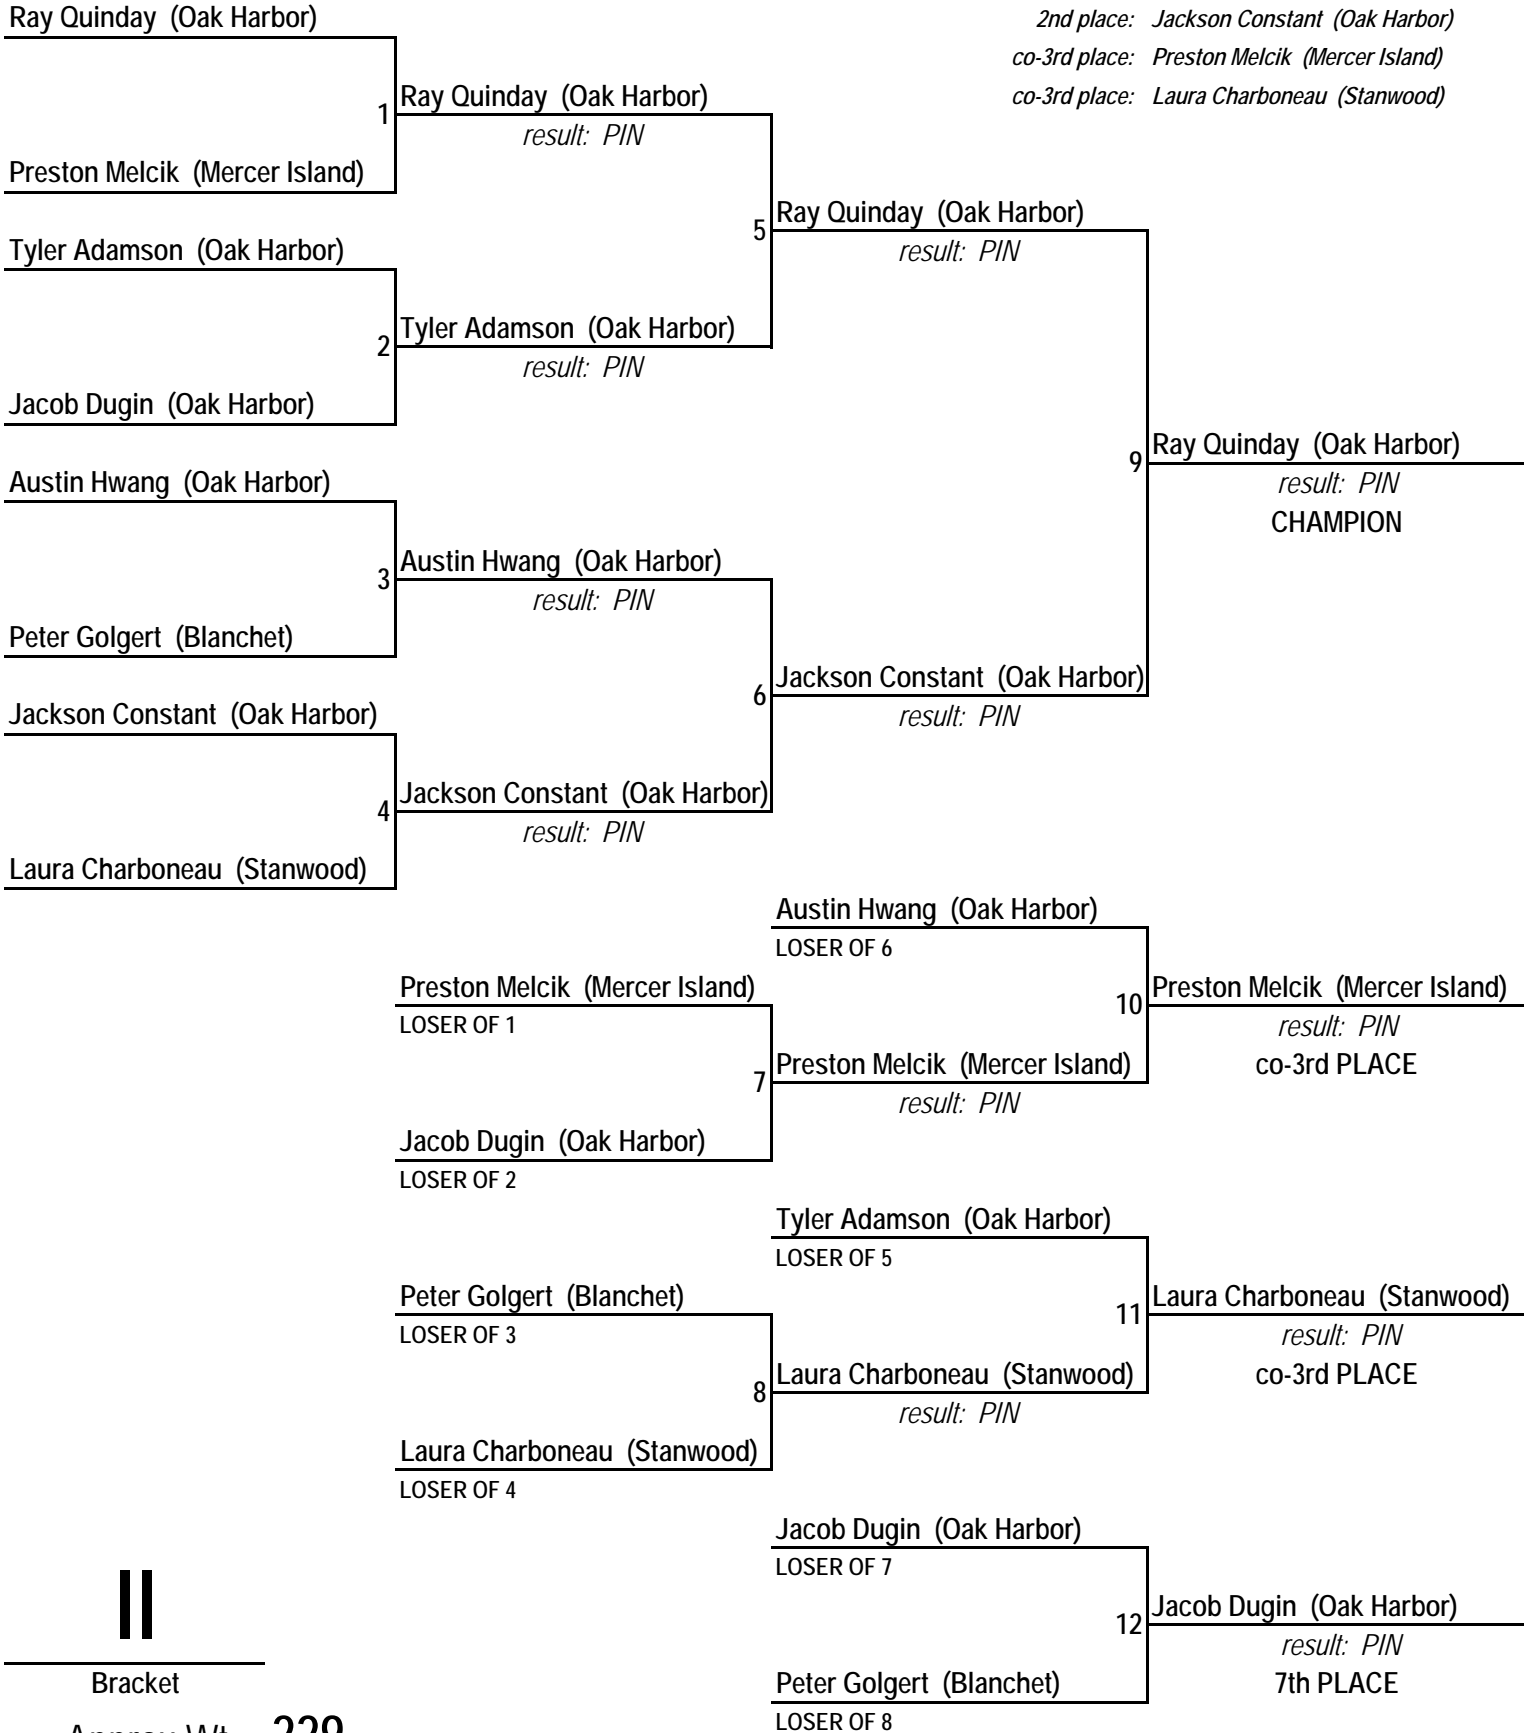 Ray Quinday (Oak Harbor)
2nd place: Jackson Constant (Oak Harbor)
co-3rd place: Preston Melcik (Mercer Island)
co-3rd place: Laura Charboneau (Stanwood)
1 Ray Quinday (Oak Harbor)
result: PIN
Preston Melcik (Mercer Island)
5 Ray Quinday (Oak Harbor)
result: PIN
Tyler Adamson (Oak Harbor)
2 Tyler Adamson (Oak Harbor)
result: PIN
Jacob Dugin (Oak Harbor)
9 Ray Quinday (Oak Harbor)
result: PIN
CHAMPION
Austin Hwang (Oak Harbor)
3 Austin Hwang (Oak Harbor)
result: PIN
Peter Golgert (Blanchet)
6 Jackson Constant (Oak Harbor)
result: PIN
Jackson Constant (Oak Harbor)
4 Jackson Constant (Oak Harbor)
result: PIN
Laura Charboneau (Stanwood)
Austin Hwang (Oak Harbor)
LOSER OF 6
Preston Melcik (Mercer Island)
LOSER OF 1
10 Preston Melcik (Mercer Island)
result: PIN
co-3rd PLACE
7 Preston Melcik (Mercer Island)
result: PIN
Jacob Dugin (Oak Harbor)
LOSER OF 2
Tyler Adamson (Oak Harbor)
LOSER OF 5
Peter Golgert (Blanchet)
LOSER OF 3
11 Laura Charboneau (Stanwood)
result: PIN
co-3rd PLACE
8 Laura Charboneau (Stanwood)
result: PIN
Laura Charboneau (Stanwood)
LOSER OF 4
Jacob Dugin (Oak Harbor)
LOSER OF 7
12 Jacob Dugin (Oak Harbor)
result: PIN
7th PLACE
Peter Golgert (Blanchet)
LOSER OF 8
II
Bracket
Approx Wt 229